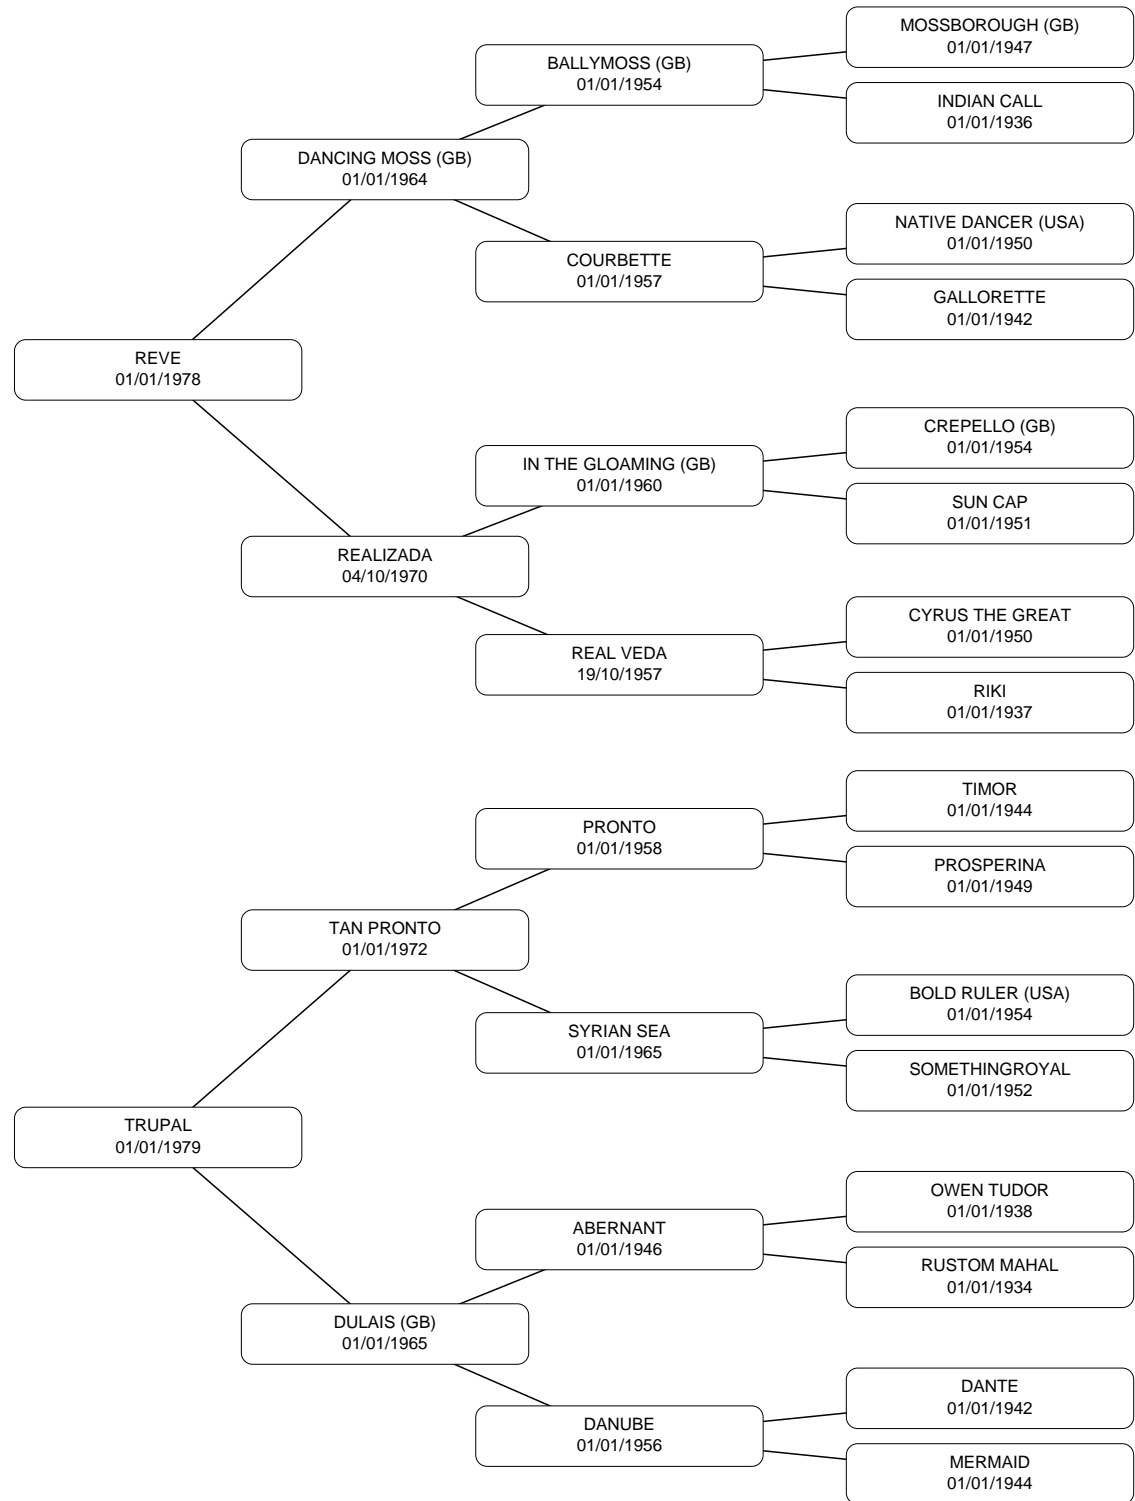 MOSSBOROUGH (GB)
01/01/1947
BALLYMOSS (GB)
01/01/1954
INDIAN CALL
01/01/1936
DANCING MOSS (GB)
01/01/1964
NATIVE DANCER (USA)
01/01/1950
COURBETTE
01/01/1957
GALLORETTE
01/01/1942
REVE
01/01/1978
CREPELLO (GB)
01/01/1954
IN THE GLOAMING (GB)
01/01/1960
SUN CAP
01/01/1951
REALIZADA
04/10/1970
CYRUS THE GREAT
01/01/1950
REAL VEDA
19/10/1957
RIKI
01/01/1937
TIMOR
01/01/1944
PRONTO
01/01/1958
PROSPERINA
01/01/1949
TAN PRONTO
01/01/1972
BOLD RULER (USA)
01/01/1954
SYRIAN SEA
01/01/1965
SOMETHINGROYAL
01/01/1952
TRUPAL
01/01/1979
OWEN TUDOR
01/01/1938
ABERNANT
01/01/1946
RUSTOM MAHAL
01/01/1934
DULAIS (GB)
01/01/1965
DANTE
01/01/1942
DANUBE
01/01/1956
MERMAID
01/01/1944